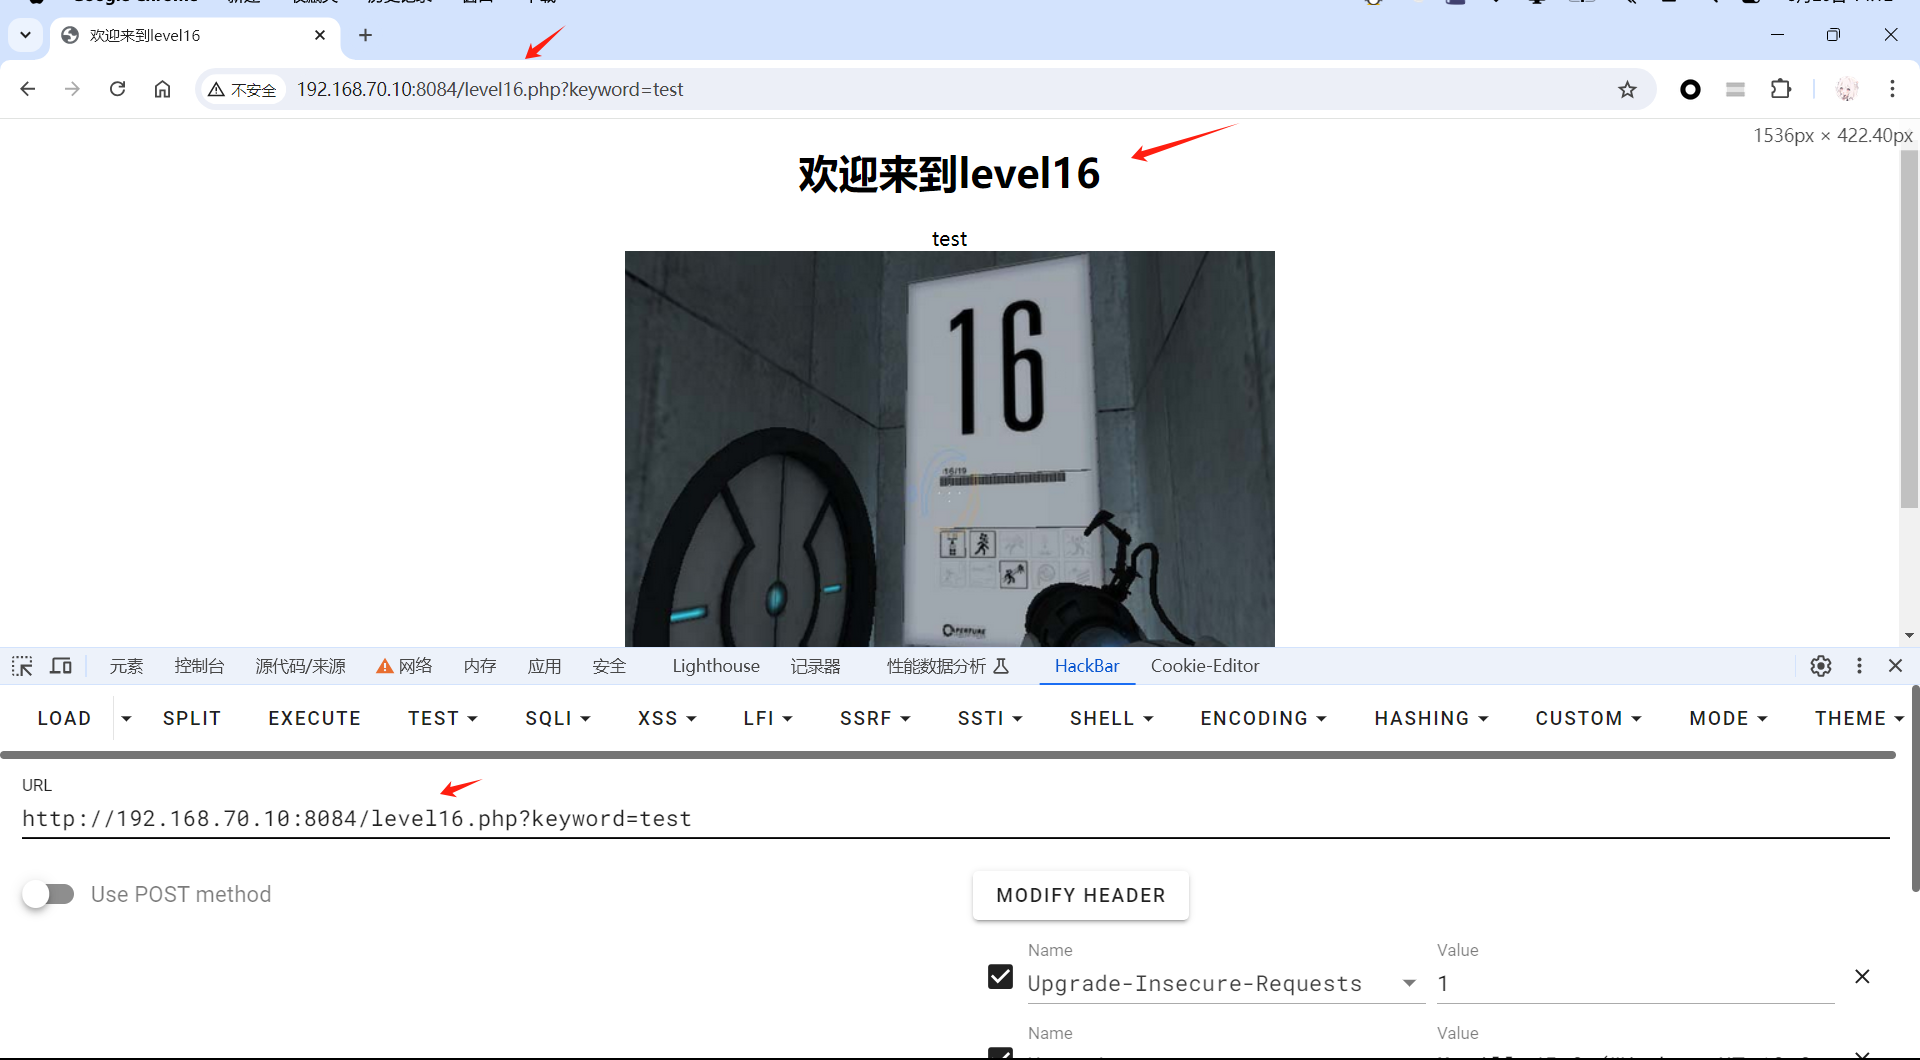 欢迎来到level16
不安全 192.168.70.10:8084/level16.php?keyword=test
1536px × 422.40px
欢迎来到level16
test
16
16/19
APERTURE
元素 控制台 源代码/来源 网络 内存 应用 安全 Lighthouse 记录器 性能数据分析 HackBar Cookie-Editor
LOAD SPLIT EXECUTE TEST SQLI XSS LFI SSRF SSTI SHELL ENCODING HASHING CUSTOM MODE THEME
URL
http://192.168.70.10:8084/level16.php?keyword=test
Use POST method
MODIFY HEADER
Name Value
Upgrade-Insecure-Requests 1
Name Value